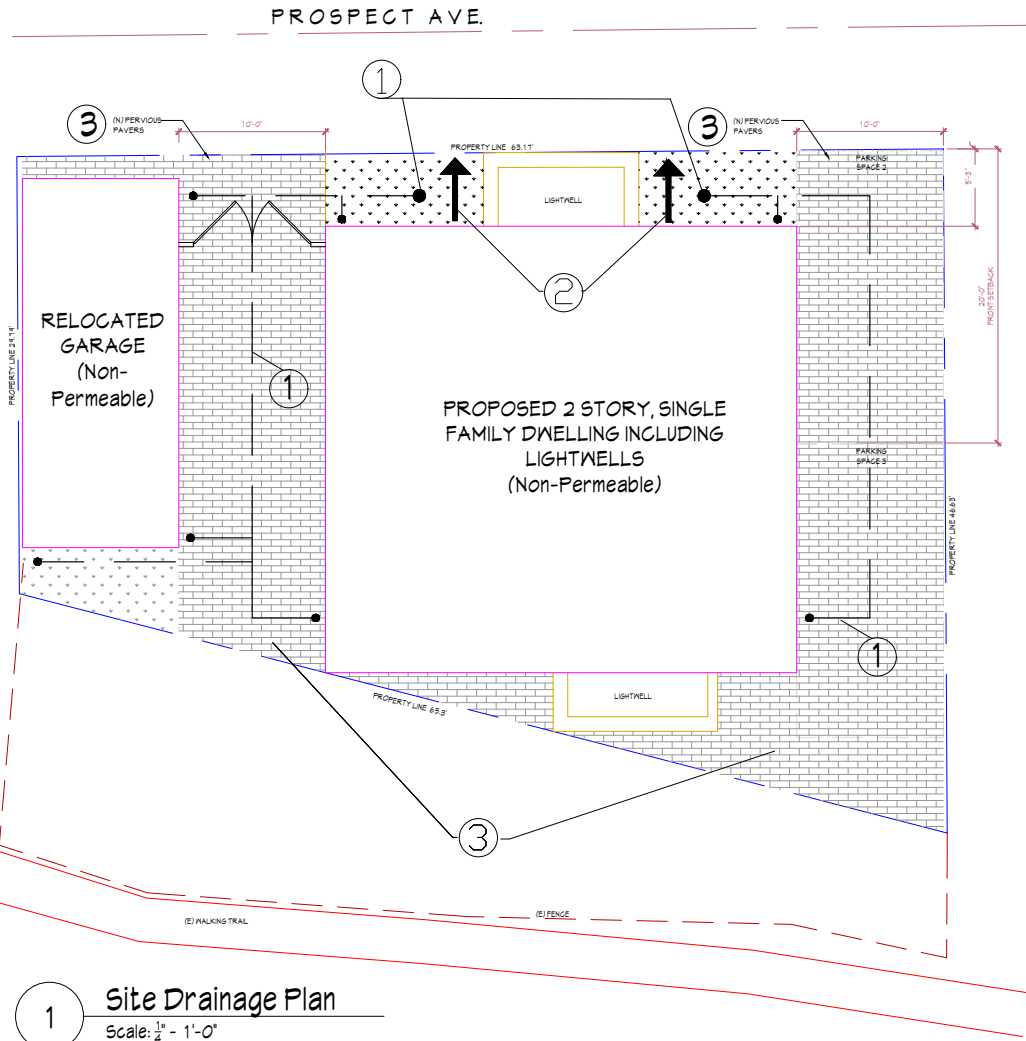 PROSPECT AVE.
1
3
(N) PERVIOUS
PAVERS
10'-0"
3
(N) PERVIOUS
PAVERS
10'-0"
PROPERTY LINE 63.17'
PARKING
SPACE 2
5'-3"
LIGHTWELL
2
20'-0"
FRONT SETBACK
PROPERTY LINE 29.79'
RELOCATED
GARAGE
(Non-
Permeable)
1
PROPOSED 2 STORY, SINGLE
FAMILY DWELLING INCLUDING
LIGHTWELLS
(Non-Permeable)
PARKING
SPACE 3
PROPERTY LINE 46.63'
1
PROPERTY LINE 65.3'
LIGHTWELL
3
(E) WALKING TRAIL
(E) FENCE
1
Site Drainage Plan
Scale: ¼" - 1'-0"